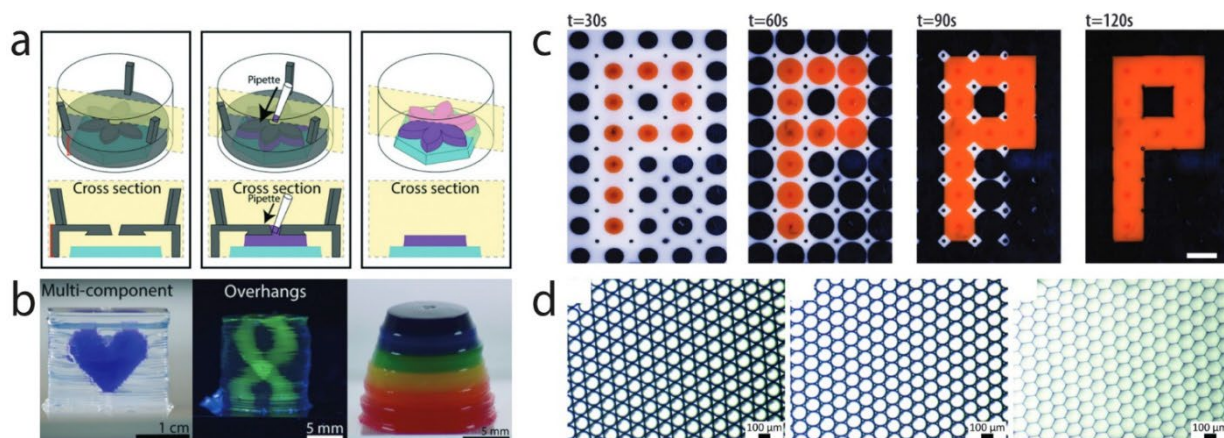 a
Pipette
Cross section
Cross section
Pipette
Cross section
b
Multi-component
1 cm
Overhangs
5 mm
5 mm
c
t=30s
t=60s
t=90s
t=120s
d
100 µm
100 µm
100 µm